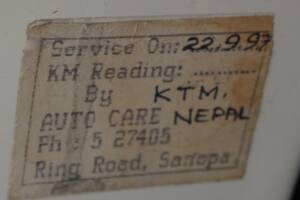 Service On: 22.9.97
KM Reading: ............
By KTM.
AUTO CARE NEPAL
Ph : 5 27405
Ring Road, Sanepa